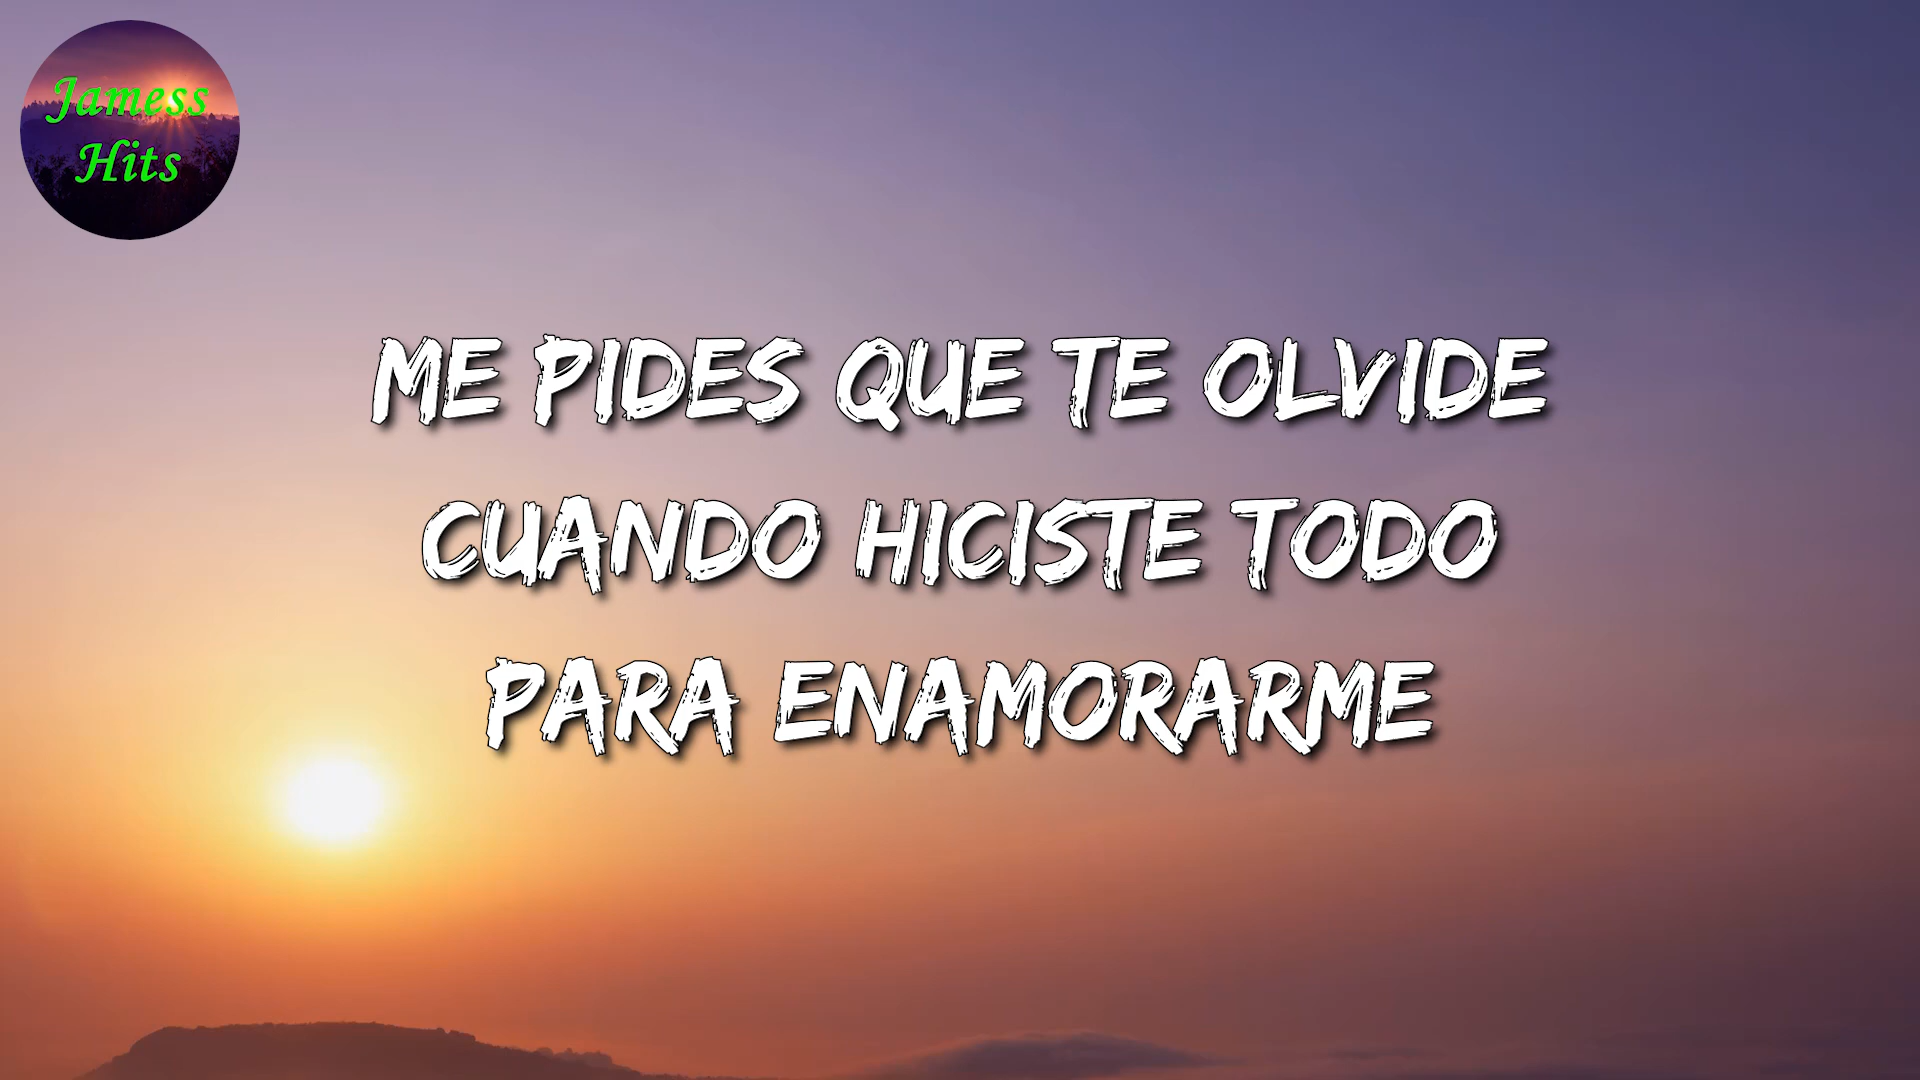 Jamess
Hits
ME PIDES QUE TE OLVIDE
CUANDO HICISTE TODO
PARA ENAMORARME